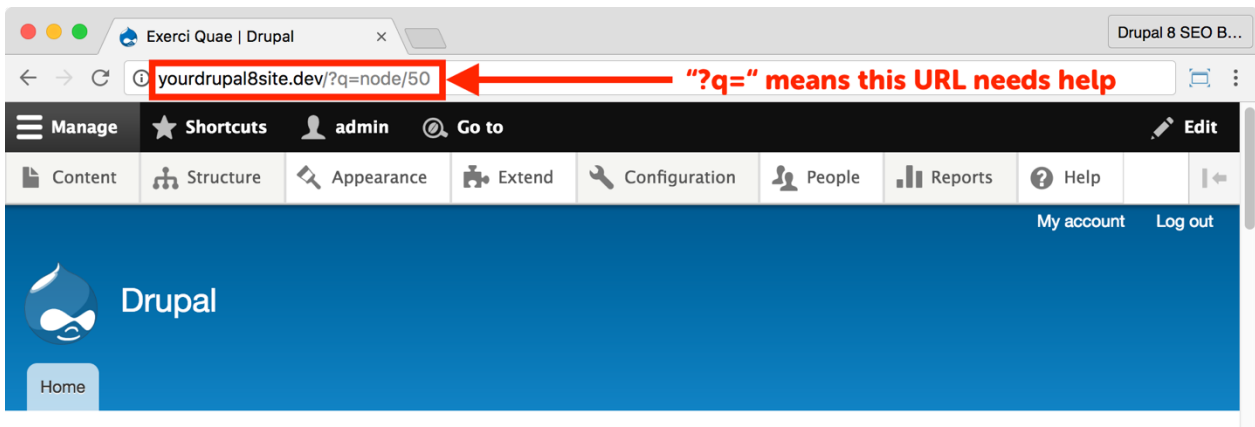 Exerci Quae | Drupal
Drupal 8 SEO B...
yourdrupal8site.dev/?q=node/50
"?q=“ means this URL needs help
Manage Shortcuts admin Go to Edit
Content Structure Appearance Extend Configuration People Reports Help
My account Log out
Drupal
Home